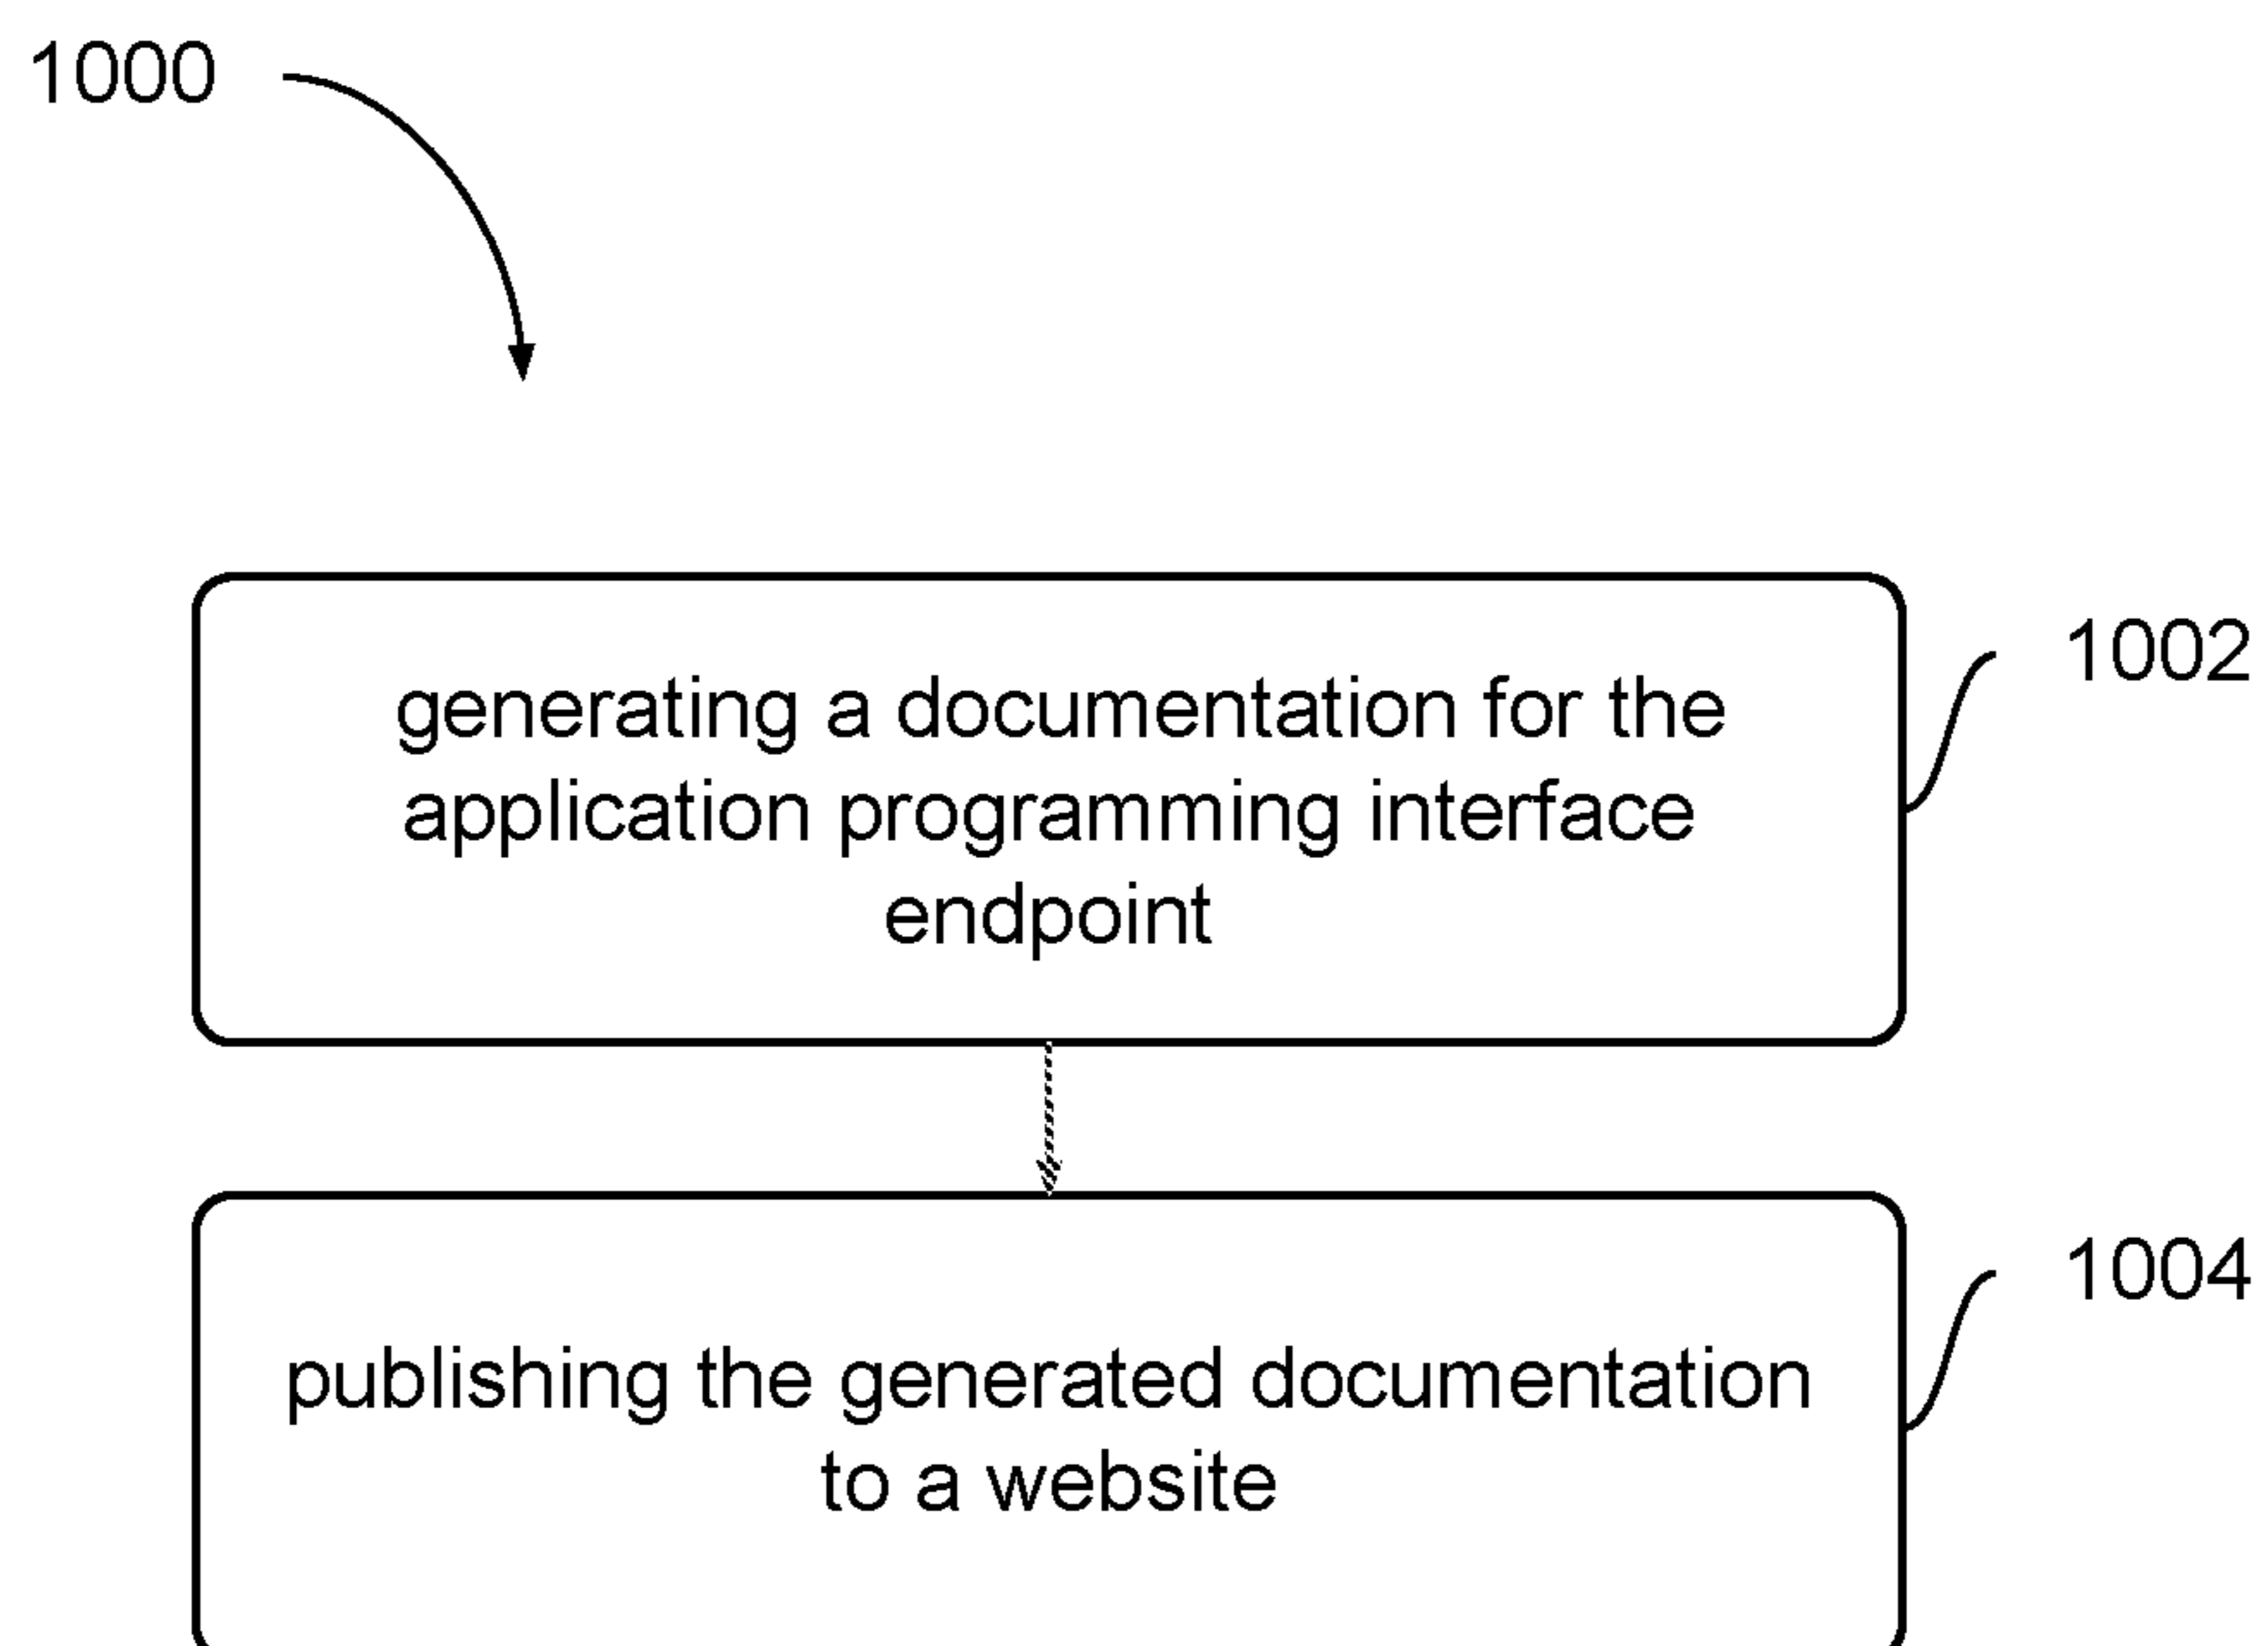 1000
generating a documentation for the
application programming interface
endpoint
1002
publishing the generated documentation
to a website
1004